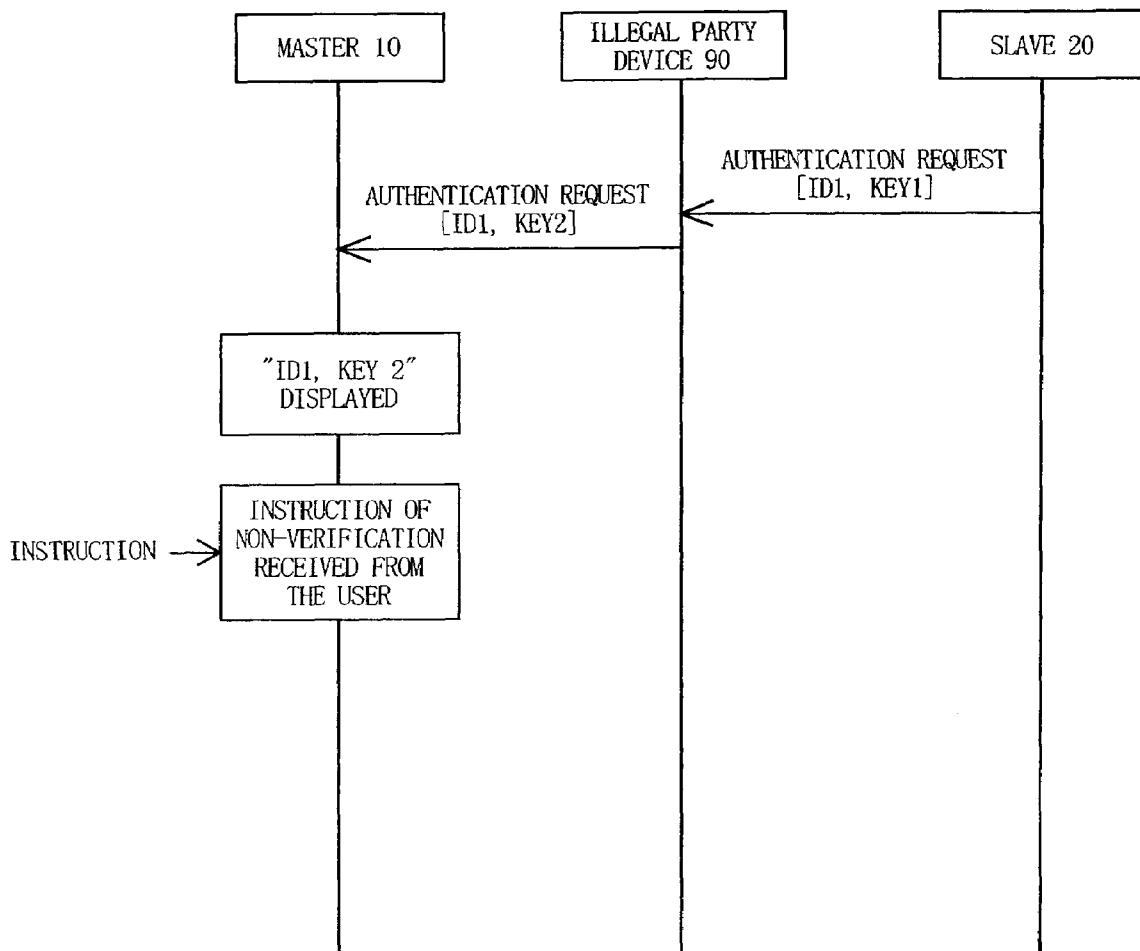 MASTER 10
ILLEGAL PARTY
DEVICE 90
SLAVE 20
AUTHENTICATION REQUEST
[ID1, KEY1]
AUTHENTICATION REQUEST
[ID1, KEY2]
"ID1, KEY 2"
DISPLAYED
INSTRUCTION
INSTRUCTION OF
NON-VERIFICATION
RECEIVED FROM
THE USER